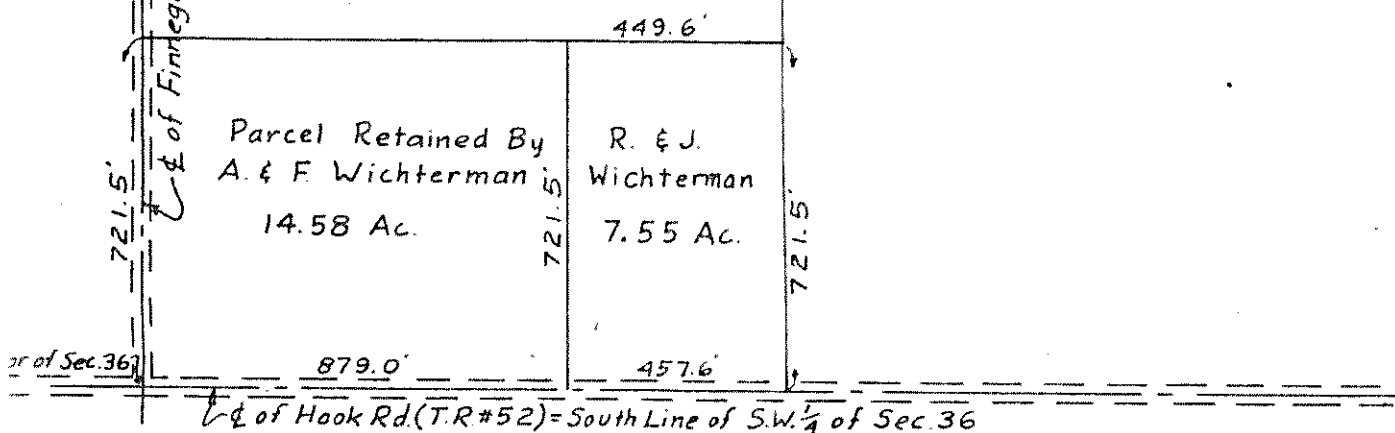 449.6'
℄ of
Parcel Retained By
A. & F. Wichterman
14.58 Ac.
R. & J.
Wichterman
7.55 Ac.
721.5'
721.5'
721.5'
of Sec. 36
879.0'
457.6'
℄ of Hook Rd. (T.R. #52) = South Line of S.W. ¼ of Sec. 36